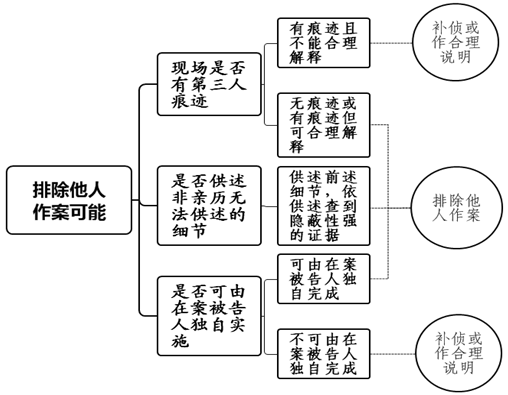 排除他人
作案可能
现场是否
有第三人
痕迹
有痕迹且
不能合理
解释
补侦或
作合理
说明
无痕迹或
有痕迹但
可合理解
释
是否供述
非亲历无
法供述的
细节
供述前述
细节，依
供述查到
隐蔽性强
的证据
排除他
人作案
是否可由
在案被告
人独自实
施
可由在案
被告人独
自完成
不可由在
案被告人
独自完成
补侦或
作合理
说明